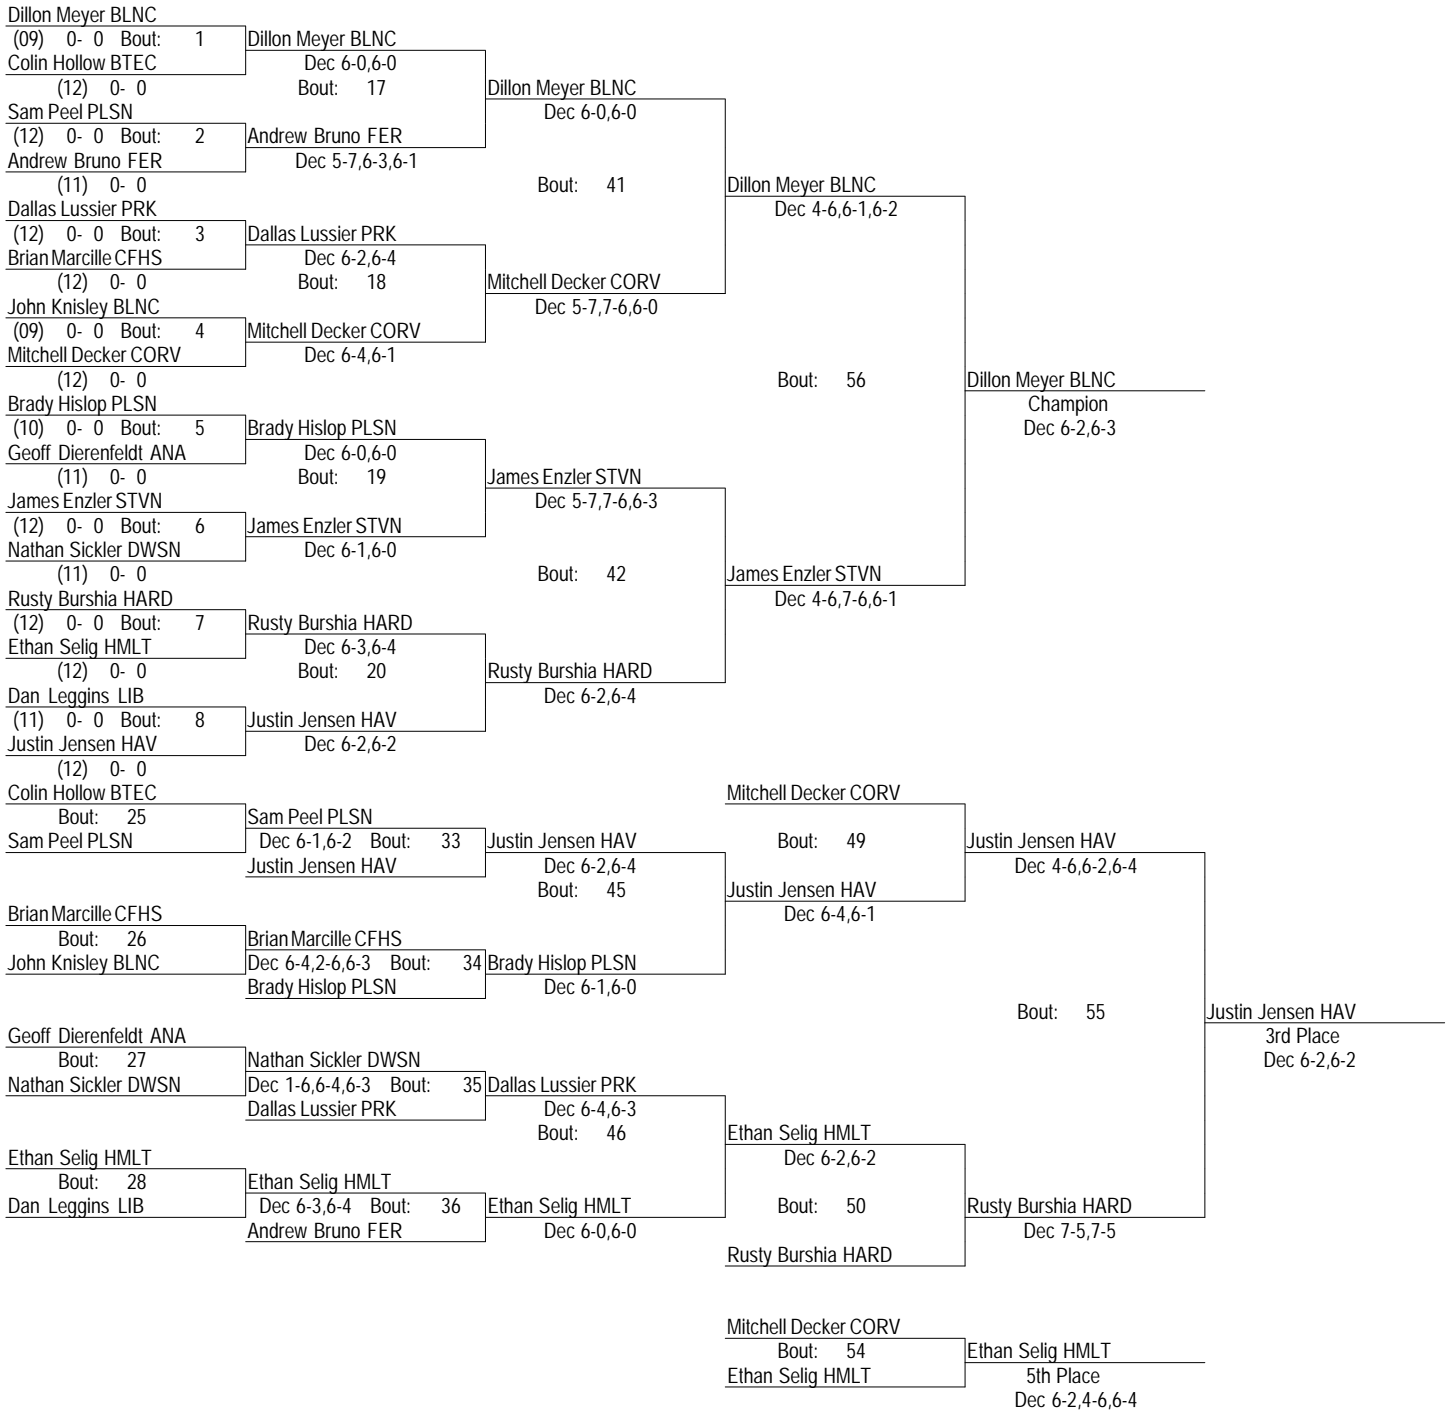 Dillon Meyer BLNC
(09) 0- 0 Bout: 1 Dillon Meyer BLNC
Colin Hollow BTEC Dec 6-0,6-0
(12) 0- 0 Bout: 17 Dillon Meyer BLNC
Sam Peel PLSN Dec 6-0,6-0
(12) 0- 0 Bout: 2 Andrew Bruno FER
Andrew Bruno FER Dec 5-7,6-3,6-1
(11) 0- 0 Bout: 41 Dillon Meyer BLNC
Dallas Lussier PRK Dec 4-6,6-1,6-2
(12) 0- 0 Bout: 3 Dallas Lussier PRK
Brian Marcille CFHS Dec 6-2,6-4
(12) 0- 0 Bout: 18 Mitchell Decker CORV
John Knisley BLNC Dec 5-7,7-6,6-0
(09) 0- 0 Bout: 4 Mitchell Decker CORV
Mitchell Decker CORV Dec 6-4,6-1
(12) 0- 0 Bout: 56 Dillon Meyer BLNC
Brady Hislop PLSN Champion
(10) 0- 0 Bout: 5 Brady Hislop PLSN Dec 6-2,6-3
Geoff Dierenfeldt ANA Dec 6-0,6-0
(11) 0- 0 Bout: 19 James Enzler STVN
James Enzler STVN Dec 5-7,7-6,6-3
(12) 0- 0 Bout: 6 James Enzler STVN
Nathan Sickler DWSN Dec 6-1,6-0
(11) 0- 0 Bout: 42 James Enzler STVN
Rusty Burshia HARD Dec 4-6,7-6,6-1
(12) 0- 0 Bout: 7 Rusty Burshia HARD
Ethan Selig HMLT Dec 6-3,6-4
(12) 0- 0 Bout: 20 Rusty Burshia HARD
Dan Leggins LIB Dec 6-2,6-4
(11) 0- 0 Bout: 8 Justin Jensen HAV
Justin Jensen HAV Dec 6-2,6-2
(12) 0- 0
Colin Hollow BTEC Mitchell Decker CORV
Bout: 25 Sam Peel PLSN
Sam Peel PLSN Dec 6-1,6-2 Bout: 33 Justin Jensen HAV Bout: 49 Justin Jensen HAV
Justin Jensen HAV Dec 6-2,6-4 Dec 4-6,6-2,6-4
Bout: 45 Justin Jensen HAV
Brian Marcille CFHS Dec 6-4,6-1
Bout: 26 Brian Marcille CFHS
John Knisley BLNC Dec 6-4,2-6,6-3 Bout: 34 Brady Hislop PLSN
Brady Hislop PLSN Dec 6-1,6-0
Bout: 55 Justin Jensen HAV
Geoff Dierenfeldt ANA 3rd Place
Bout: 27 Nathan Sickler DWSN Dec 6-2,6-2
Nathan Sickler DWSN Dec 1-6,6-4,6-3 Bout: 35 Dallas Lussier PRK
Dallas Lussier PRK Dec 6-4,6-3
Bout: 46 Ethan Selig HMLT
Ethan Selig HMLT Dec 6-2,6-2
Bout: 28 Ethan Selig HMLT
Dan Leggins LIB Dec 6-3,6-4 Bout: 36 Ethan Selig HMLT Bout: 50 Rusty Burshia HARD
Andrew Bruno FER Dec 6-0,6-0 Dec 7-5,7-5
Rusty Burshia HARD
Mitchell Decker CORV
Bout: 54 Ethan Selig HMLT
Ethan Selig HMLT 5th Place
Dec 6-2,4-6,6-4